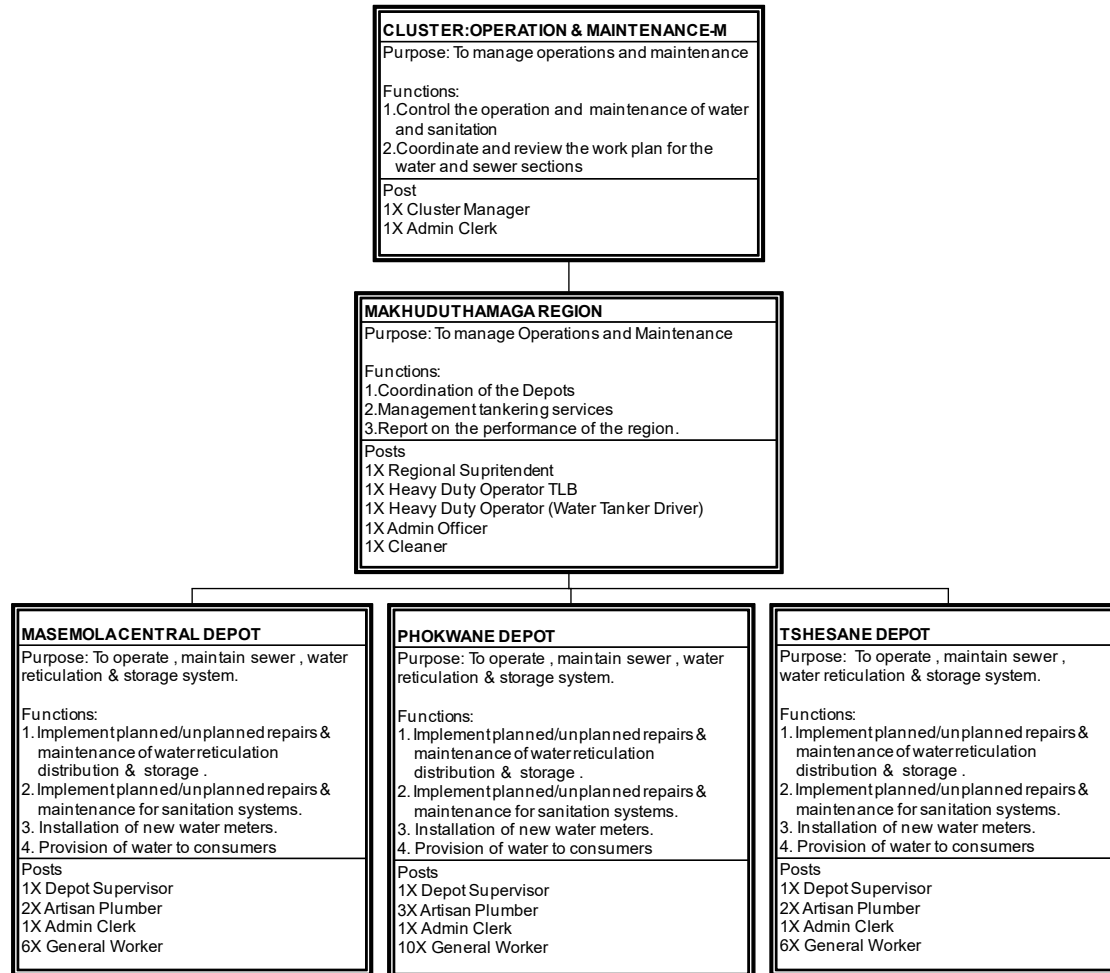 CLUSTER:OPERATION & MAINTENANCE-M
Purpose: To manage operations and maintenance
Functions:
1.Control the operation and maintenance of water
and sanitation
2.Coordinate and review the work plan for the
water and sewer sections
Post
1X Cluster Manager
1X Admin Clerk
MAKHUDUTHAMAGA REGION
Purpose: To manage Operations and Maintenance
Functions:
1.Coordination of the Depots
2.Management tankering services
3.Report on the performance of the region.
Posts
1X Regional Supritendent
1X Heavy Duty Operator TLB
1X Heavy Duty Operator (Water Tanker Driver)
1X Admin Officer
1X Cleaner
MASEMOLA CENTRAL DEPOT
Purpose: To operate , maintain sewer , water
reticulation & storage system.
Functions:
1. Implement planned/unplanned repairs &
maintenance of water reticulation
distribution & storage .
2. Implement planned/unplanned repairs &
maintenance for sanitation systems.
3. Installation of new water meters.
4. Provision of water to consumers
Posts
1X Depot Supervisor
2X Artisan Plumber
1X Admin Clerk
6X General Worker
PHOKWANE DEPOT
Purpose: To operate , maintain sewer , water
reticulation & storage system.
Functions:
1. Implement planned/unplanned repairs &
maintenance of water reticulation
distribution & storage .
2. Implement planned/unplanned repairs &
maintenance for sanitation systems.
3. Installation of new water meters.
4. Provision of water to consumers
Posts
1X Depot Supervisor
3X Artisan Plumber
1X Admin Clerk
10X General Worker
TSHESANE DEPOT
Purpose: To operate , maintain sewer ,
water reticulation & storage system.
Functions:
1. Implement planned/unplanned repairs &
maintenance of water reticulation
distribution & storage .
2. Implement planned/unplanned repairs &
maintenance for sanitation systems.
3. Installation of new water meters.
4. Provision of water to consumers
Posts
1X Depot Supervisor
2X Artisan Plumber
1X Admin Clerk
6X General Worker